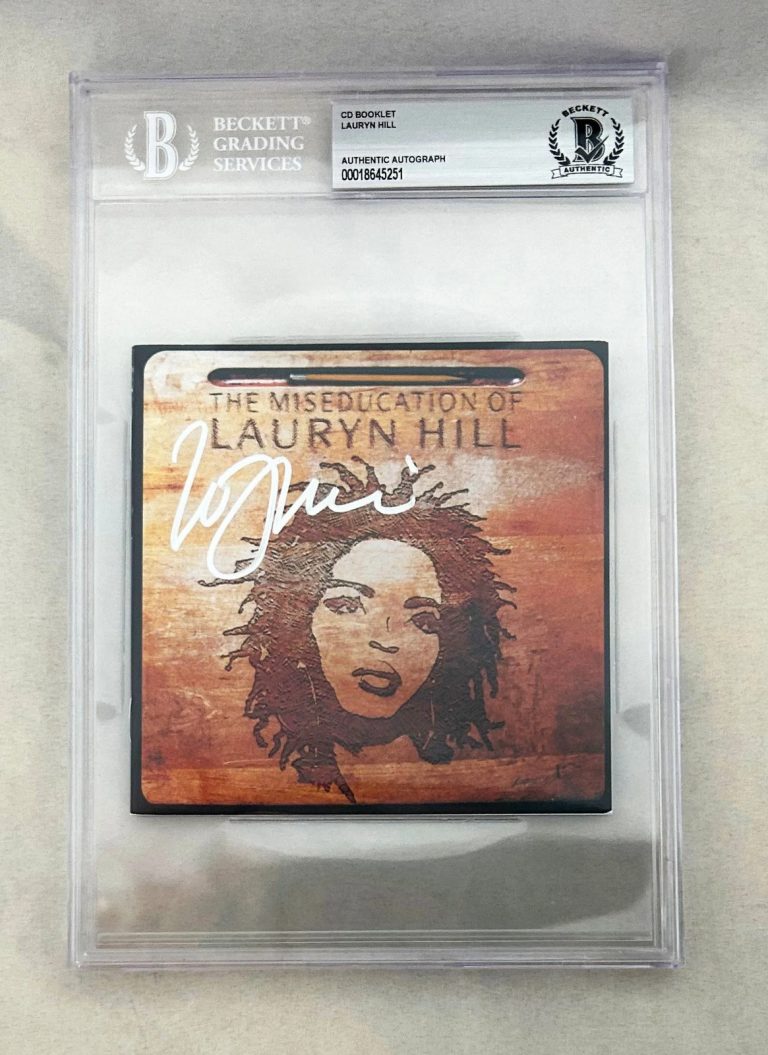 BECKETT®
GRADING
SERVICES
B
CD BOOKLET
LAURYN HILL
AUTHENTIC AUTOGRAPH
00018645251
BECKETT
B
AUTHENTIC
THE MISEDUCATION OF
LAURYN HILL